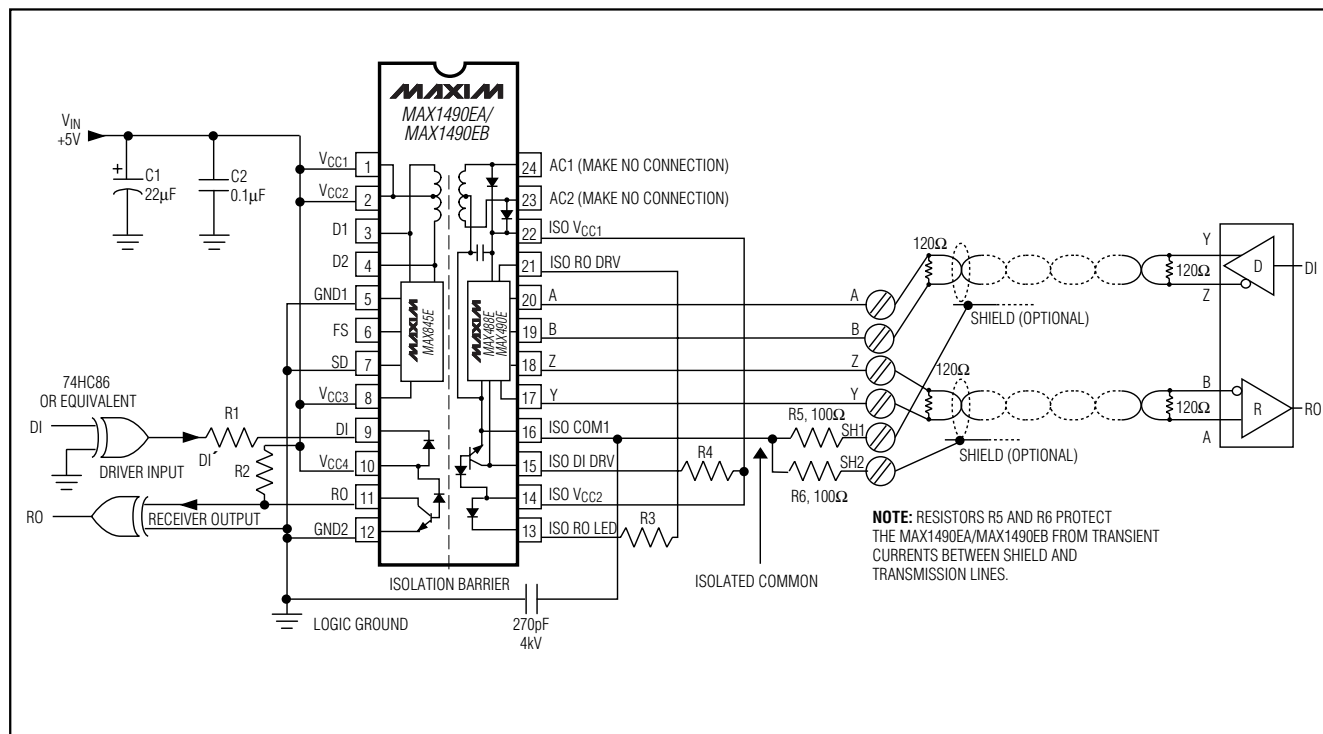 MAXIM
MAX1490EA/
MAX1490EB
VIN
+5V
+
C1
22µF
C2
0.1µF
VCC1
1
VCC2
2
D1
3
D2
4
GND1
5
FS
6
SD
7
VCC3
8
DI
9
VCC4
10
RO
11
GND2
12
24
AC1 (MAKE NO CONNECTION)
23
AC2 (MAKE NO CONNECTION)
22
ISO VCC1
21
ISO RO DRV
20
A
19
B
18
Z
17
Y
16
ISO COM1
15
ISO DI DRV
14
ISO VCC2
13
ISO RO LED
MAXIM
MAX845E
MAXIM
MAX488E
MAX490E
74HC86
OR EQUIVALENT
DI
DRIVER INPUT
R1
DI´
R2
RO
RECEIVER OUTPUT
ISOLATION BARRIER
LOGIC GROUND
270pF
4kV
R3
R4
R5, 100Ω
R6, 100Ω
SH1
SH2
ISOLATED COMMON
A
B
Z
Y
120Ω
SHIELD (OPTIONAL)
120Ω
Y
Z
D
DI
120Ω
SHIELD (OPTIONAL)
120Ω
B
A
R
RO
NOTE: RESISTORS R5 AND R6 PROTECT
THE MAX1490EA/MAX1490EB FROM TRANSIENT
CURRENTS BETWEEN SHIELD AND
TRANSMISSION LINES.